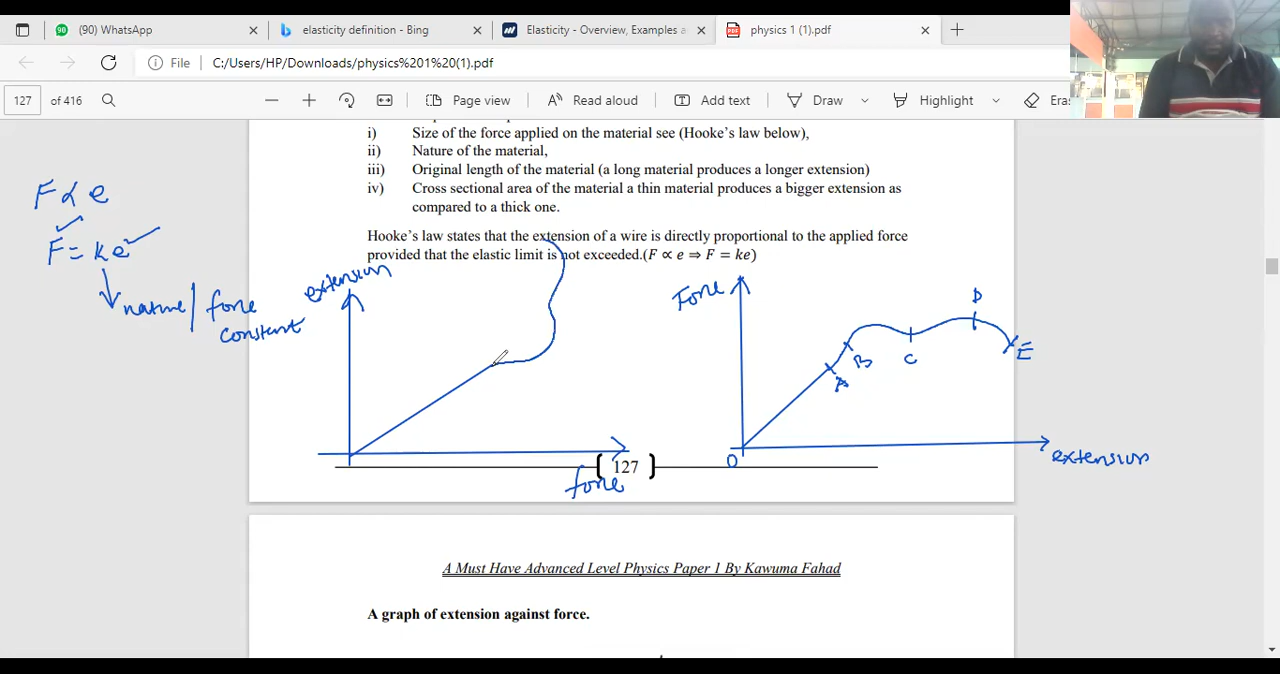 (90) WhatsApp
elasticity definition - Bing
Elasticity - Overview, Examples a
physics 1 (1).pdf
File
C:/Users/HP/Downloads/physics%201%20(1).pdf
127 of 416
Page view
Read aloud
Add text
Draw
Highlight
Eras
i) Size of the force applied on the material see (Hooke's law below),
ii) Nature of the material,
iii) Original length of the material (a long material produces a longer extension)
iv) Cross sectional area of the material a thin material produces a bigger extension as
compared to a thick one.
Hooke's law states that the extension of a wire is directly proportional to the applied force
provided that the elastic limit is not exceeded.(F ∝ e ⇒ F = ke)
F ∝ e
F = ke
nature / force
constant
extension
force
Force
A
B
C
D
E
O
extension
127
A Must Have Advanced Level Physics Paper 1 By Kawuma Fahad
A graph of extension against force.